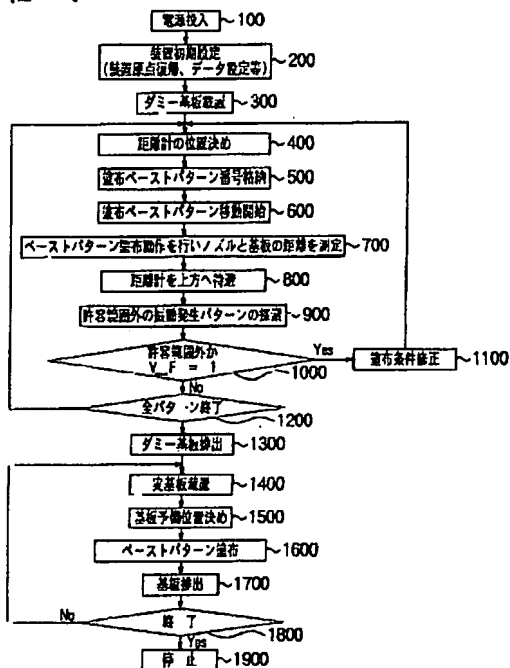 電源投入 100
装置初期設定
(装置原点復帰、データ設定等) 200
ダミー基板載置 300
距離計の位置決め 400
塗布ペーストパターン番号格納 500
塗布ペーストパターン移動開始 600
ペーストパターン塗布動作を行いノズルと基板の距離を測定 700
距離計を上方へ待避 800
許容範囲外の振動発生パターンの探索 900
許容範囲外か
V_F = 1
Yes
塗布条件修正 1100
1000
No
全パターン終了
1200
ダミー基板排出 1300
実基板載置 1400
基板予備位置決め 1500
ペーストパターン塗布 1600
基板排出 1700
No
終了
1800
Yes
停止 1900